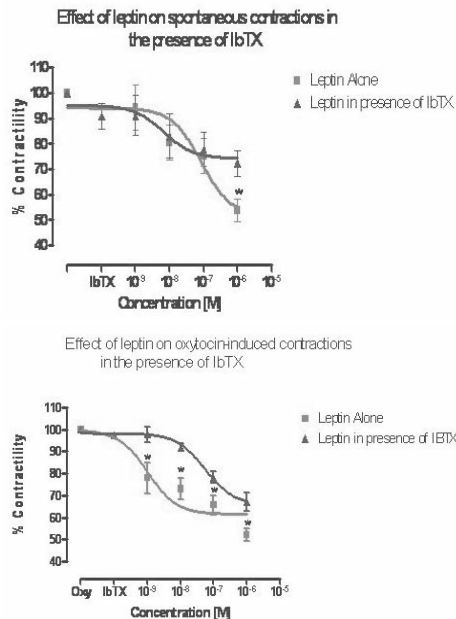 Effect of leptin on spontaneous contractions in
the presence of IbTX
Leptin Alone
Leptin in presence of IbTX
% Contractility
110
100
90
80
70
60
50
40
*
IbTX 10-9 10-8 10-7 10-6 10-5
Concentration [M]
Effect of leptin on oxytocin-induced contractions
in the presence of IbTX
Leptin Alone
Leptin in presence of IBTX
% Contractility
110
100
90
80
70
60
50
40
* * * *
Oxy IbTX 10-9 10-8 10-7 10-6 10-5
Concentration [M]